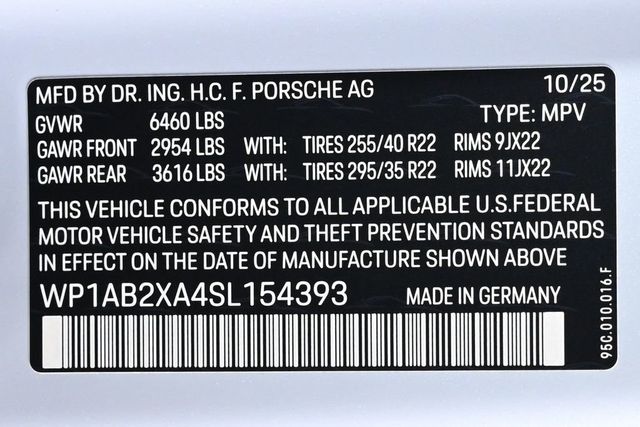 MFD BY DR. ING. H.C. F. PORSCHE AG 10/25
GVWR 6460 LBS TYPE: MPV
GAWR FRONT 2954 LBS WITH: TIRES 255/40 R22 RIMS 9JX22
GAWR REAR 3616 LBS WITH: TIRES 295/35 R22 RIMS 11JX22
THIS VEHICLE CONFORMS TO ALL APPLICABLE U.S.FEDERAL
MOTOR VEHICLE SAFETY AND THEFT PREVENTION STANDARDS
IN EFFECT ON THE DATE OF MANUFACTURE SHOWN ABOVE
WP1AB2XA4SL154393 MADE IN GERMANY
95C.010.016.F